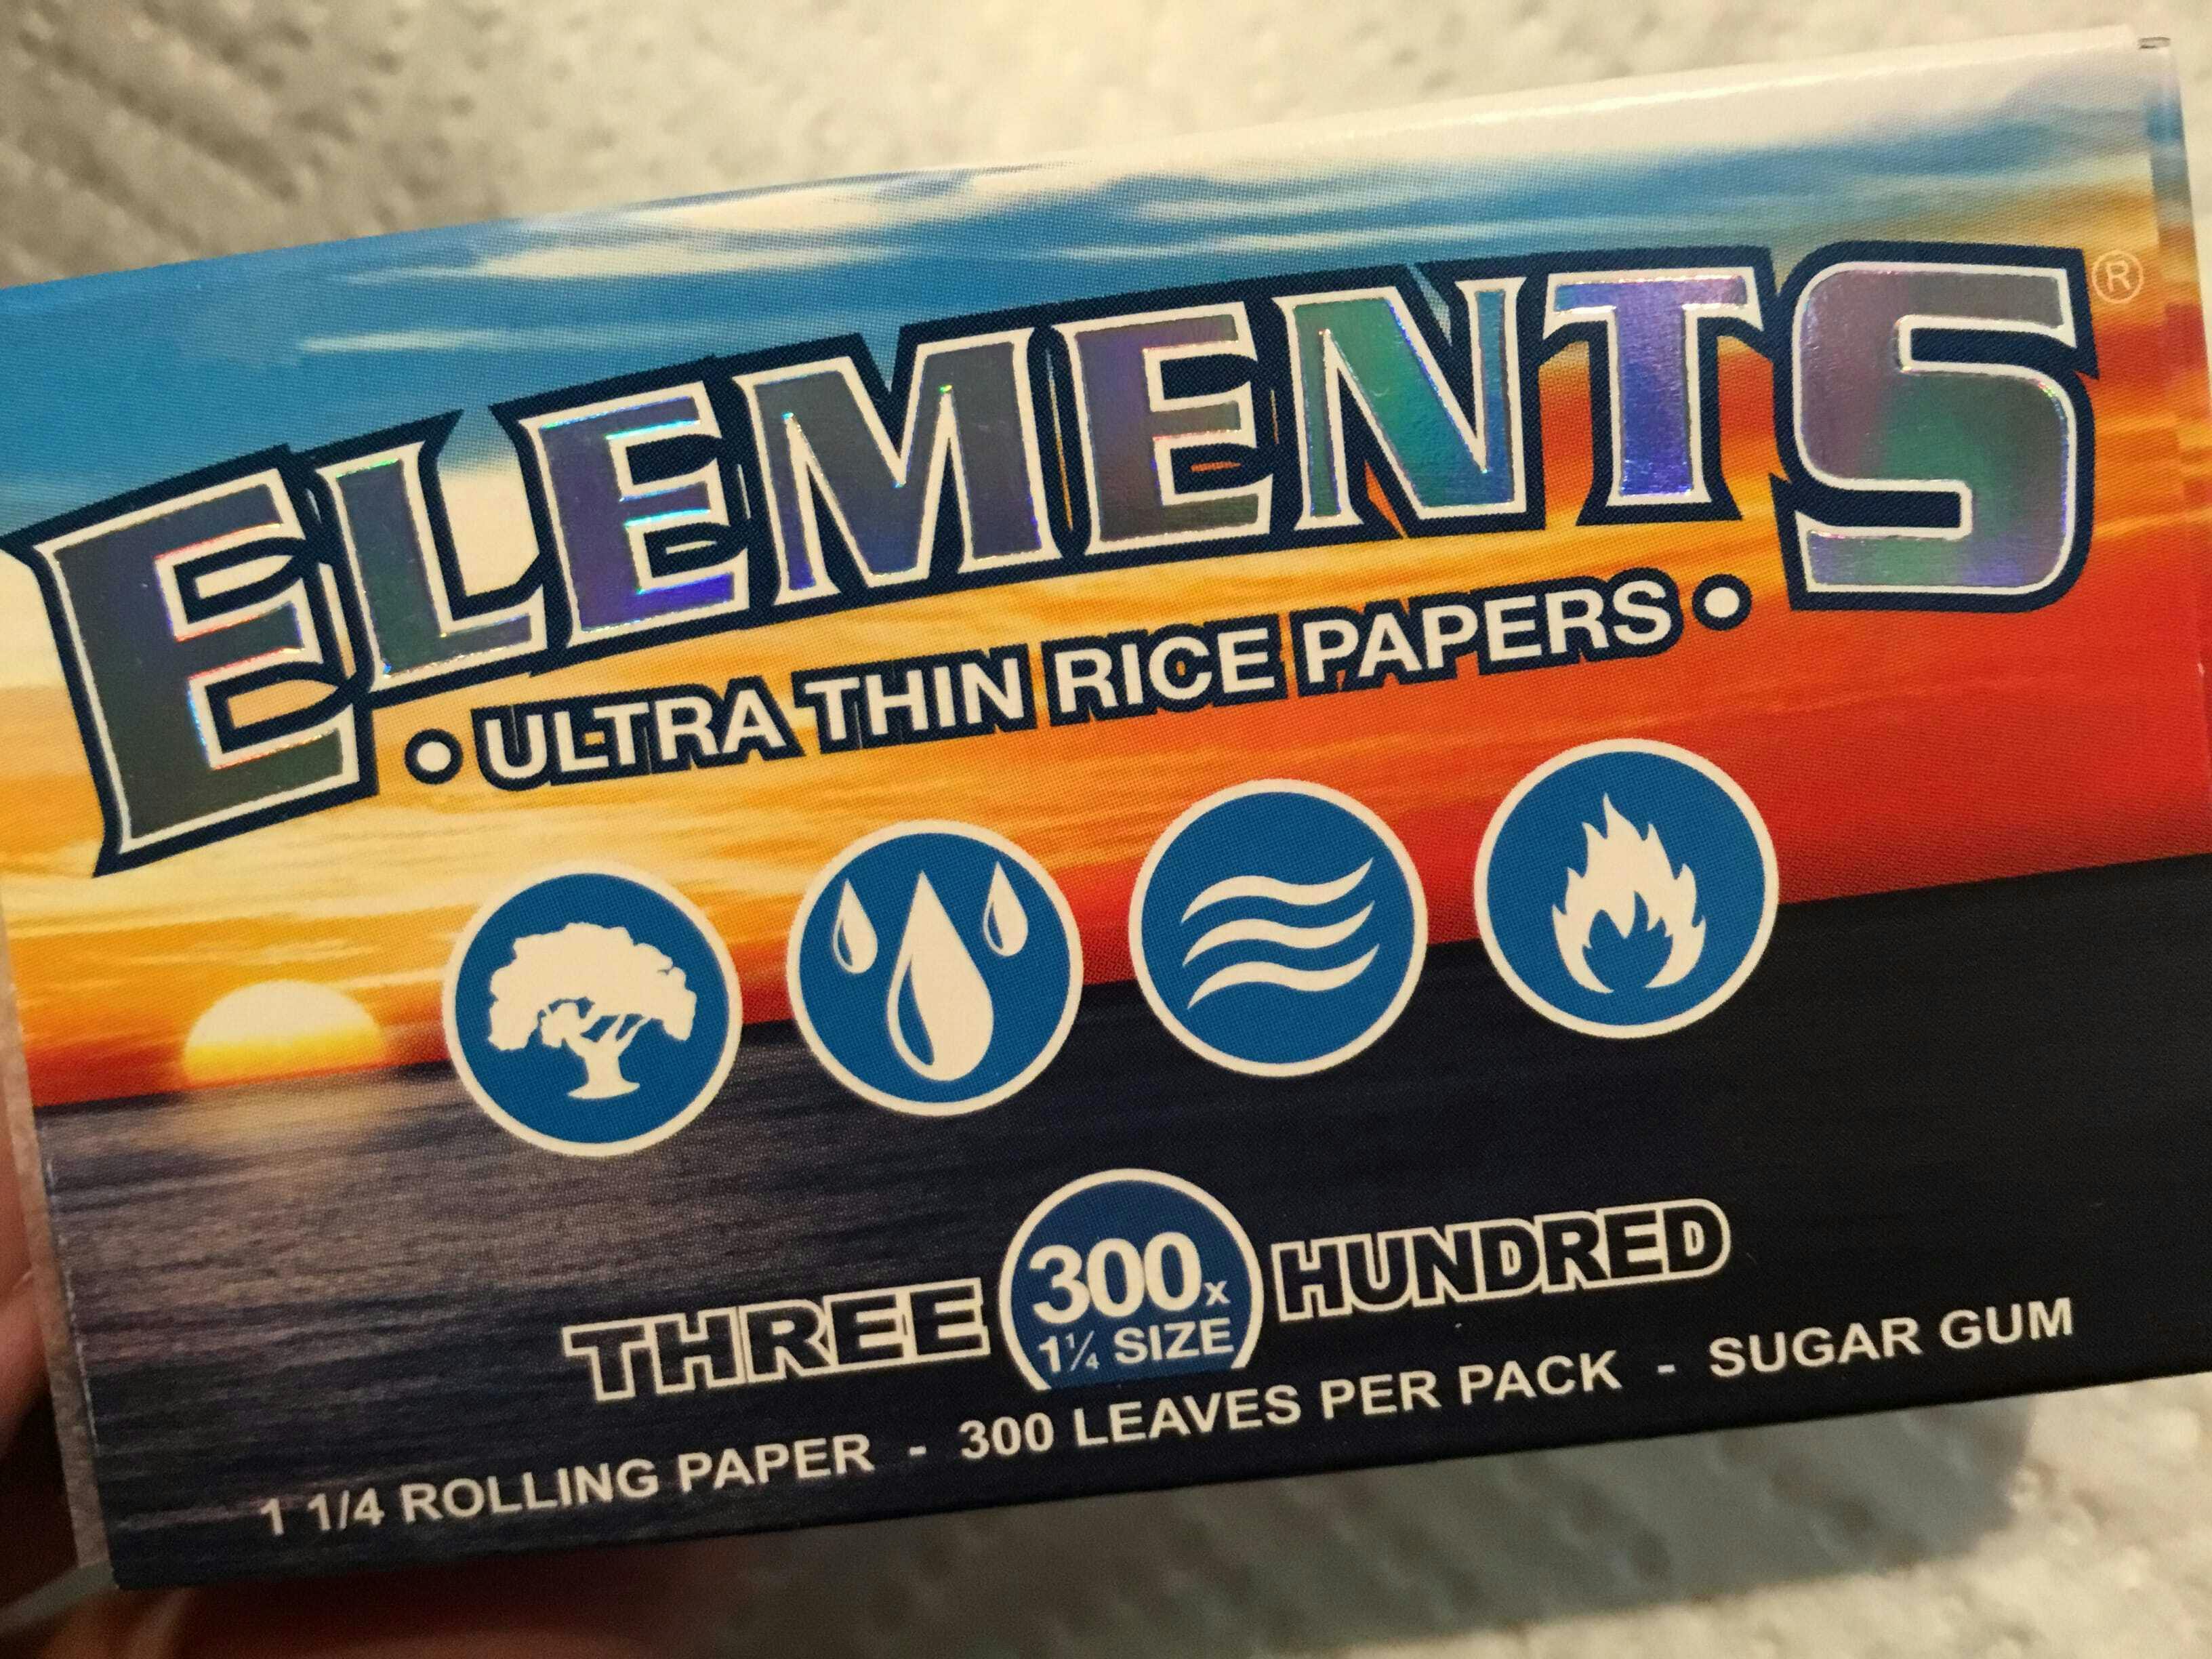 ELEMENTS®
• ULTRA THIN RICE PAPERS •
THREE 300x HUNDRED
1¼ SIZE
1 1/4 ROLLING PAPER - 300 LEAVES PER PACK - SUGAR GUM